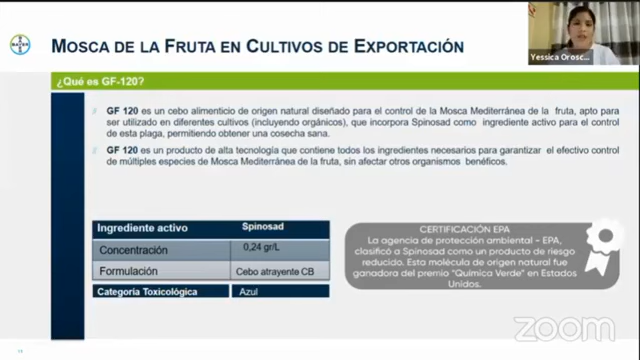 BAYER
MOSCA DE LA FRUTA EN CULTIVOS DE EXPORTACIÓN
Yessica Orosc...
¿Qué es GF-120?
// GF 120 es un cebo alimenticio de origen natural diseñado para el control de la Mosca Mediterránea de la fruta, apto para
ser utilizado en diferentes cultivos (incluyendo orgánicos), que incorpora Spinosad como ingrediente activo para el control
de esta plaga, permitiendo obtener una cosecha sana.
// GF 120 es un producto de alta tecnología que contiene todos los ingredientes necesarios para garantizar el efectivo control
de múltiples especies de Mosca Mediterránea de la fruta, sin afectar otros organismos benéficos.
Ingrediente activo Spinosad
Concentración 0,24 gr/L
Formulación Cebo atrayente CB
Categoría Toxicológica Azul
CERTIFICACIÓN EPA
La agencia de protección ambiental - EPA,
clasificó a Spinosad como un producto de riesgo
reducido. Esta molécula de origen natural fue
ganadora del premio "Química Verde" en Estados
Unidos.
zoom